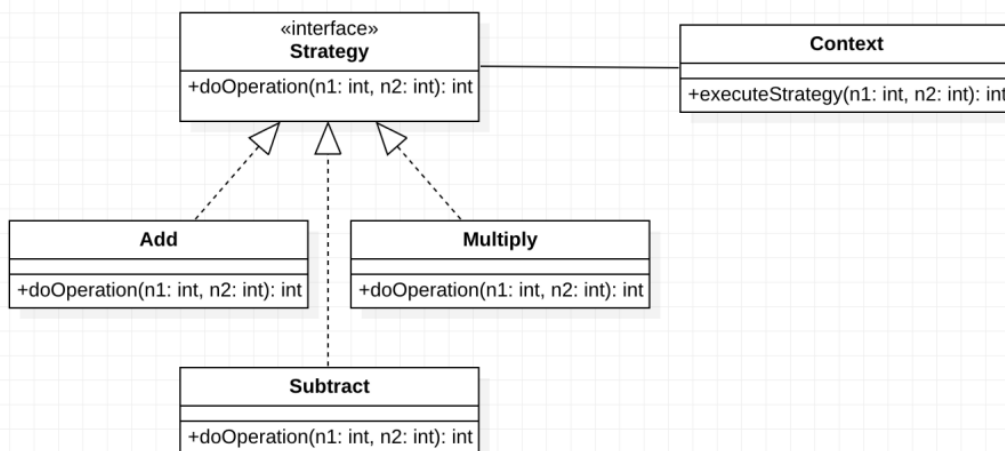 «interface»
Strategy
+doOperation(n1: int, n2: int): int
Context
+executeStrategy(n1: int, n2: int): int
Add
+doOperation(n1: int, n2: int): int
Multiply
+doOperation(n1: int, n2: int): int
Subtract
+doOperation(n1: int, n2: int): int